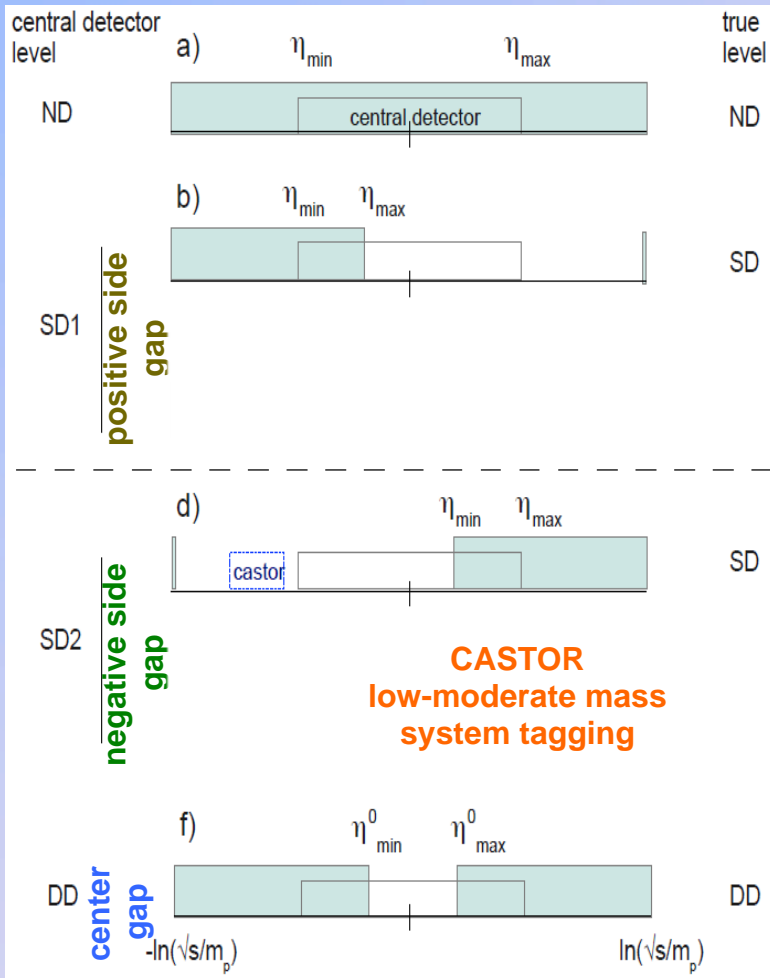 central detector
level
true
level
a)
η_min
η_max
ND
central detector
ND
b)
η_min
η_max
SD
SD1
positive side
gap
d)
η_min
η_max
castor
SD
SD2
negative side
gap
CASTOR
low-moderate mass
system tagging
f)
η⁰_min
η⁰_max
DD
center
gap
DD
-ln(√s/m_p)
ln(√s/m_p)